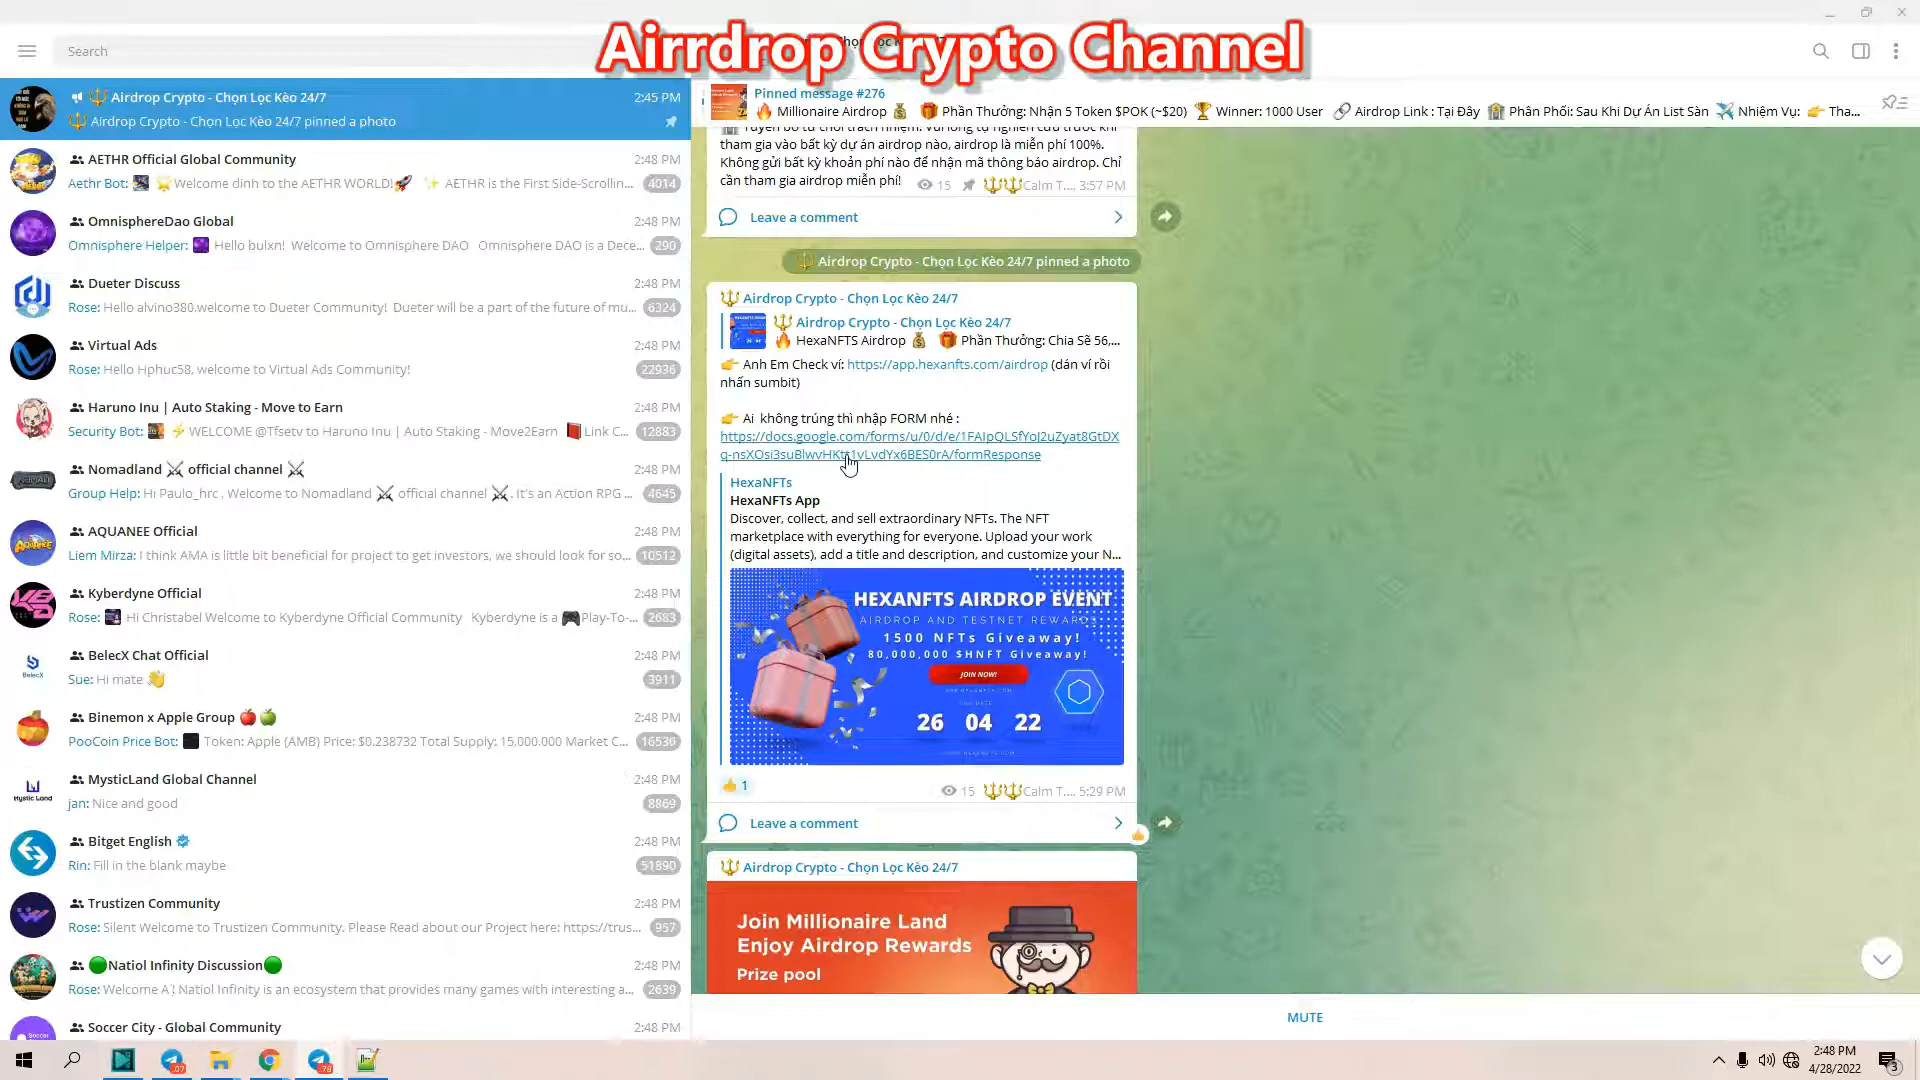 Airrdrop Crypto Channel
Search
Airdrop Crypto - Chọn Lọc Kèo 24/7
2:45 PM
Airdrop Crypto - Chọn Lọc Kèo 24/7 pinned a photo
AETHR Official Global Community
2:48 PM
Aethr Bot: Welcome dinh to the AETHR WORLD! AETHR is the First Side-Scrollin...
4014
OmnisphereDao Global
2:48 PM
Omnisphere Helper: Hello bulxn! Welcome to Omnisphere DAO Omnisphere DAO is a Dece...
290
Dueter Discuss
2:48 PM
Rose: Hello alvino380.welcome to Dueter Community! Dueter will be a part of the future of mu...
6324
Virtual Ads
2:48 PM
Rose: Hello Hphuc58, welcome to Virtual Ads Community!
22936
Haruno Inu | Auto Staking - Move to Earn
2:48 PM
Security Bot: WELCOME @Tfsetv to Haruno Inu | Auto Staking - Move2Earn Link C...
12883
Nomadland official channel
2:48 PM
Group Help: Hi Paulo_hrc , Welcome to Nomadland official channel . It's an Action RPG ...
4645
AQUANEE Official
2:48 PM
Liem Mirza: I think AMA is little bit beneficial for project to get investors, we should look for so...
10512
Kyberdyne Official
2:48 PM
Rose: Hi Christabel Welcome to Kyberdyne Official Community Kyberdyne is a Play-To-...
2683
BelecX Chat Official
2:48 PM
Sue: Hi mate
3911
Binemon x Apple Group
2:48 PM
PooCoin Price Bot: Token: Apple (AMB) Price: $0.238732 Total Supply: 15,000.000 Market C...
16536
MysticLand Global Channel
2:48 PM
jan: Nice and good
8869
Bitget English
2:48 PM
Rin: Fill in the blank maybe
51890
Trustizen Community
2:48 PM
Rose: Silent Welcome to Trustizen Community. Please Read about our Project here: https://trus...
957
Natiol Infinity Discussion
2:48 PM
Rose: Welcome A1 Natiol Infinity is an ecosystem that provides many games with interesting a...
2639
Soccer City - Global Community
2:48 PM
Pinned message #276
Millionaire Airdrop Phần Thưởng: Nhận 5 Token $POK (~$20) Winner: 1000 User Airdrop Link : Tại Đây Phân Phối: Sau Khi Dự Án List Sàn Nhiệm Vụ: Tha...
Tuyên bố từ chối trách nhiệm: Vui lòng tự nghiên cứu trước khi
tham gia vào bất kỳ dự án airdrop nào, airdrop là miễn phí 100%.
Không gửi bất kỳ khoản phí nào để nhận mã thông báo airdrop. Chỉ
cần tham gia airdrop miễn phí!
15 Calm T..., 3:57 PM
Leave a comment
Airdrop Crypto - Chọn Lọc Kèo 24/7 pinned a photo
Airdrop Crypto - Chọn Lọc Kèo 24/7
Airdrop Crypto - Chọn Lọc Kèo 24/7
HexaNFTS Airdrop Phần Thưởng: Chia Sẽ 56,...
Anh Em Check ví: https://app.hexanfts.com/airdrop (dán ví rồi
nhấn sumbit)
Ai không trúng thì nhập FORM nhé :
https://docs.google.com/forms/u/0/d/e/1FAIpQLSfYoJ2uZyat8GtDX
q-nsXOsi3suBlwvHKtt1vLvdYx6BES0rA/formResponse
HexaNFTs
HexaNFTs App
Discover, collect, and sell extraordinary NFTs. The NFT
marketplace with everything for everyone. Upload your work
(digital assets), add a title and description, and customize your N...
HEXANFTS AIRDROP EVENT
AIRDROP AND TESTNET REWARDS
1500 NFTs Giveaway!
80,000,000 $HNFT Giveaway!
JOIN NOW!
26 04 22
1
15 Calm T..., 5:29 PM
Leave a comment
Airdrop Crypto - Chọn Lọc Kèo 24/7
Join Millionaire Land
Enjoy Airdrop Rewards
Prize pool
MUTE
2:48 PM
4/28/2022